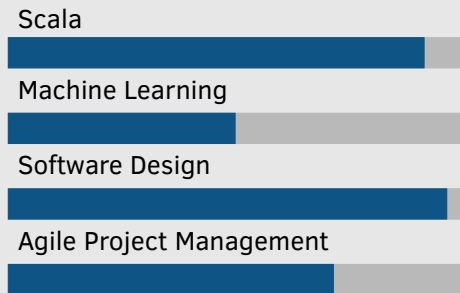 Scala
Machine Learning
Software Design
Agile Project Management